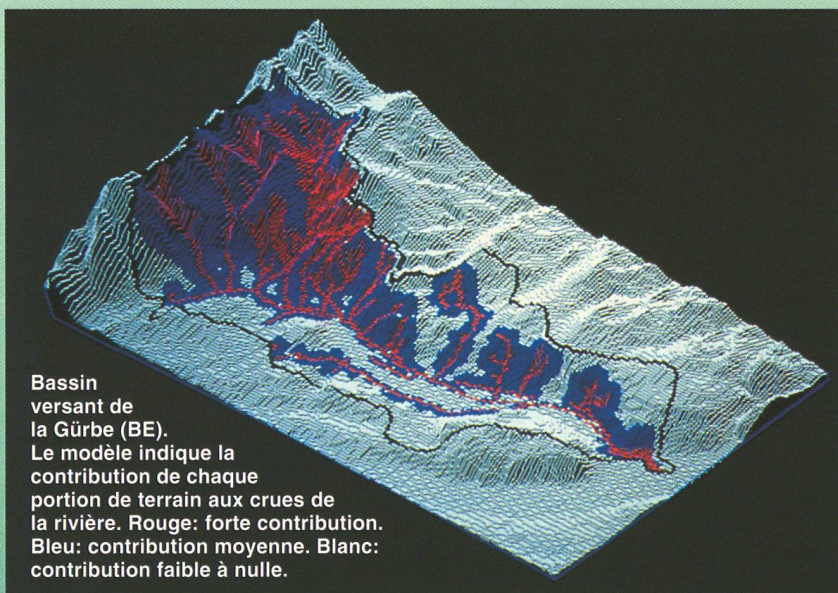 Bassin
versant de
la Gürbe (BE).
Le modèle indique la
contribution de chaque
portion de terrain aux crues de
la rivière. Rouge: forte contribution.
Bleu: contribution moyenne. Blanc:
contribution faible à nulle.